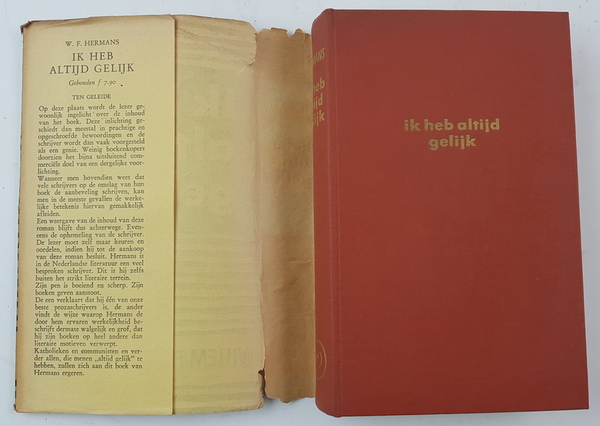 W. F. HERMANS
IK HEB
ALTIJD GELIJK
Gebonden f 7.90
TEN GELEIDE
Op deze plaats wordt de lezer ge-
woonlijk ingelicht over de inhoud
van het boek. Deze inlichting ge-
schiedt dan meestal in prachtige en
opgeschroefde bewoordingen en de
schrijver wordt dan vaak voorgesteld
als een genie. Weinig boekenkopers
doorzien het bijna uitsluitend com-
merciële doel van een dergelijke voor-
lichting.
Wanneer men bovendien weet dat
vele schrijvers op de omslag van hun
boek de aanbeveling schrijven, kan
men in de meeste gevallen de werke-
lijke betekenis hiervan gemakkelijk
afleiden.
Een weergave van de inhoud van deze
roman blijft dus achterwege. Even-
eens de ophemeling van de schrijver.
De lezer moet zelf maar keuren en
oordelen, indien hij tot de aankoop
van deze roman besluit. Hermans is
in de Nederlandse literatuur een veel
besproken schrijver. Dit is hij zelfs
buiten het strikt literaire terrein.
Zijn pen is boeiend en scherp. Zijn
boeken geven aanstoot.
De een verklaart dat hij één van onze
beste prozaschrijvers is, de ander
vindt de wijze waarop Hermans de
door hem ervaren werkelijkheid be-
schrijft dermate walgelijk en grof, dat
hij zijn boeken op heel andere dan
literaire motieven verwerpt.
Katholieken en communisten en ver-
der allen, die menen „altijd gelijk" te
hebben, zullen zich aan dit boek van
Hermans ergeren.
ik heb altijd
gelijk